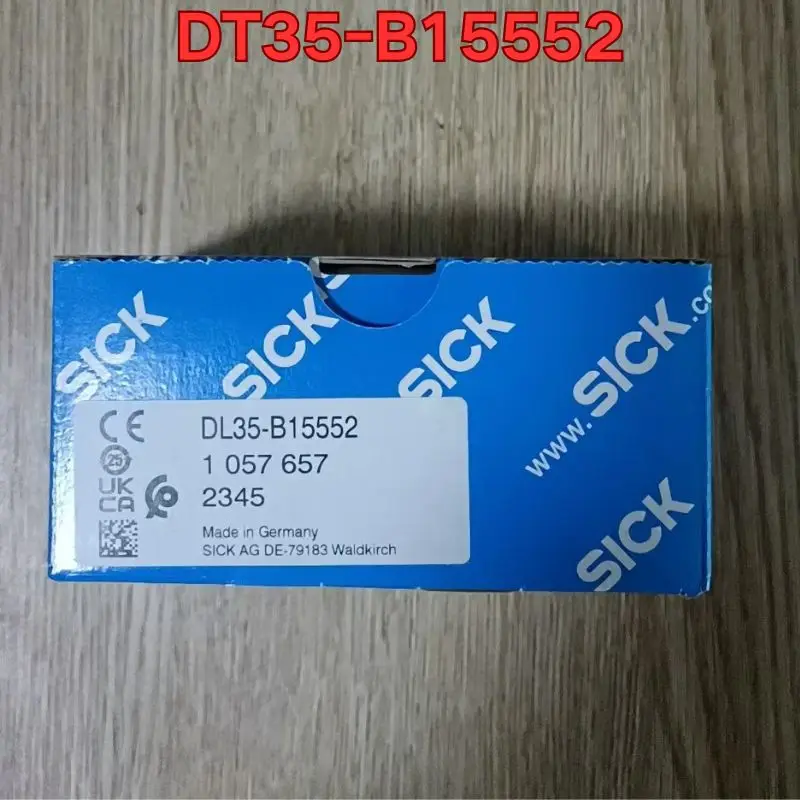 DT35-B15552
SICK
SICK
SICK
www.SICK.co
DL35-B15552
1 057 657
2345
CE
25
UK
CA
Made in Germany
SICK AG DE-79183 Waldkirch
SICK